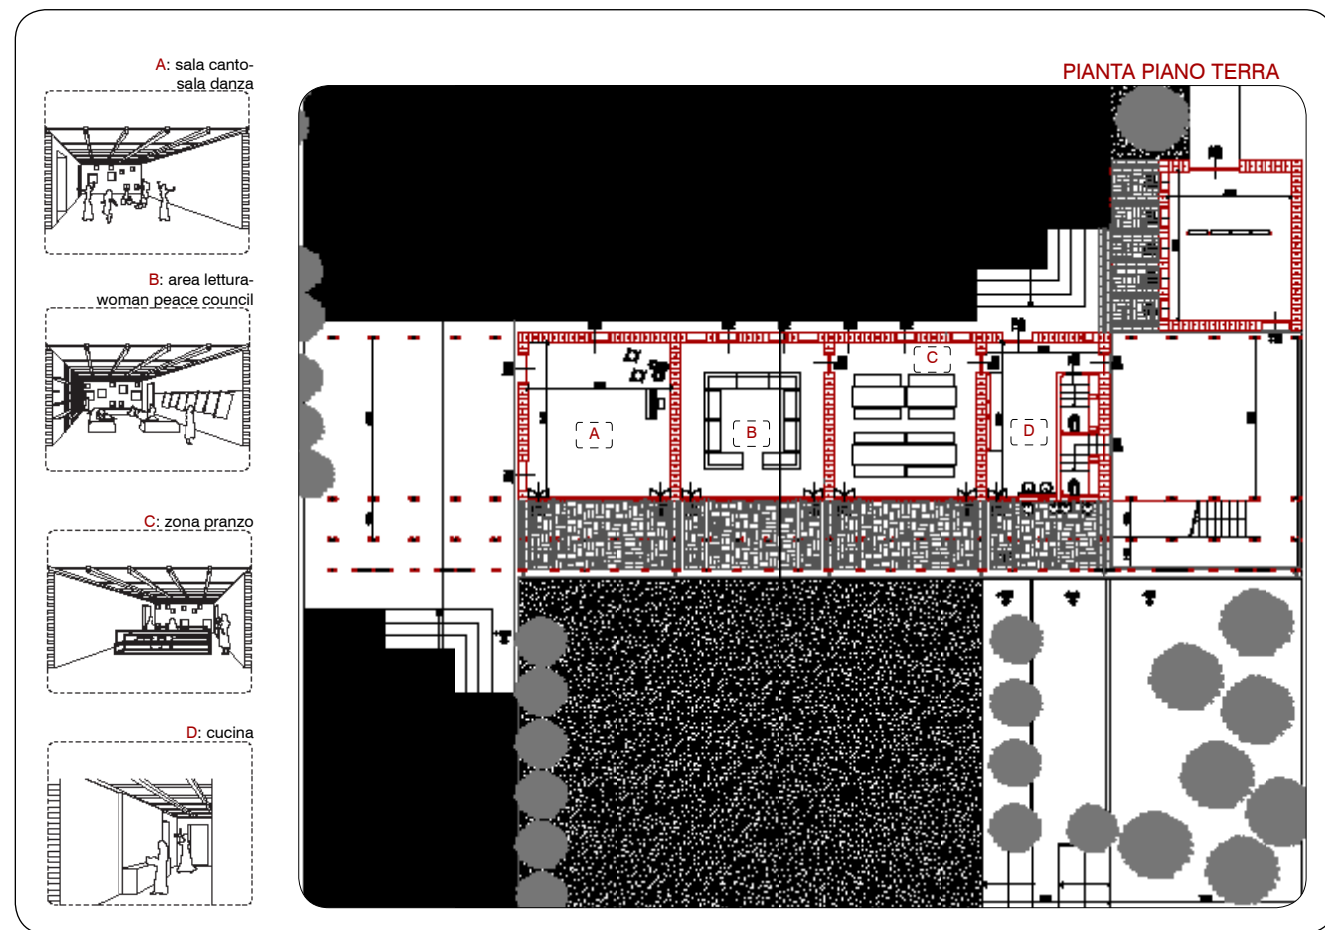 A: sala canto-
sala danza
B: area lettura-
woman peace council
C: zona pranzo
D: cucina
PIANTA PIANO TERRA
C
A
B
D